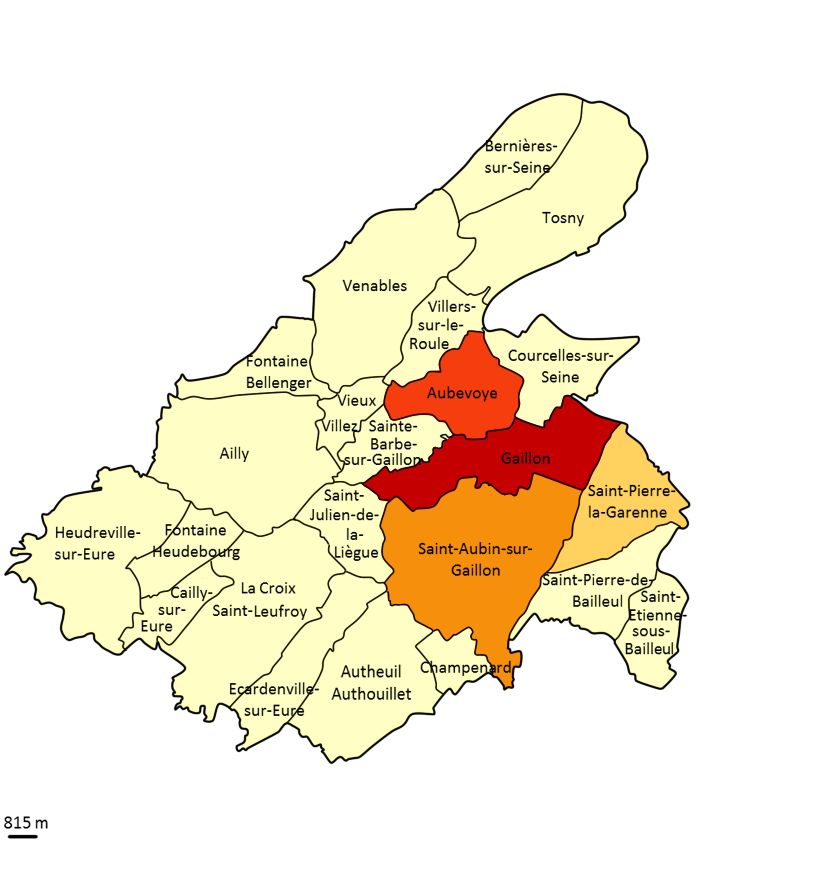 Bernières-
sur-Seine
Tosny
Venables
Villers-
sur-le-
Roule
Courcelles-sur-
Seine
Fontaine
Bellenger
Aubevoye
Vieux
Villez
Sainte-
Barbe-
sur-Gaillon
Ailly
Gaillon
Saint-Pierre-
la-Garenne
Saint-
Julien-de-
la-
Liègue
Heudreville-
sur-Eure
Fontaine
Heudebourg
Saint-Aubin-sur-
Gaillon
Cailly-
sur-
Eure
La Croix
Saint-Leufroy
Saint-Pierre-de-
Bailleul
Saint-
Etienne-
sous-
Bailleul
Champenard
Autheuil
Authouillet
Ecardenville-
sur-Eure
815 m